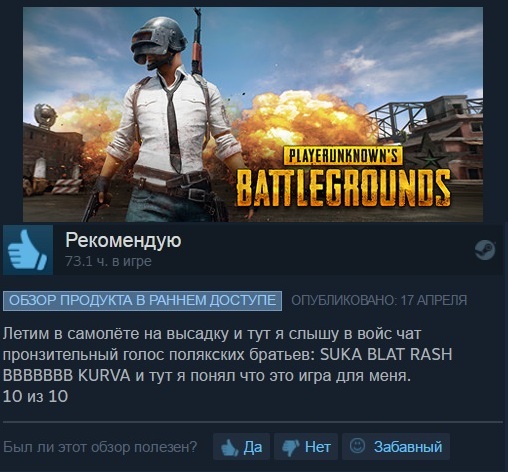 PLAYERUNKNOWN'S
BATTLEGROUNDS
Рекомендую
73.1 ч. в игре
ОБЗОР ПРОДУКТА В РАННЕМ ДОСТУПЕ ОПУБЛИКОВАНО: 17 АПРЕЛЯ
Летим в самолёте на высадку и тут я слышу в войс чат
пронзительный голос полякских братьев: SUKA BLAT RASH
BBBBBBB KURVA и тут я понял что это игра для меня.
10 из 10
Был ли этот обзор полезен? Да Нет Забавный